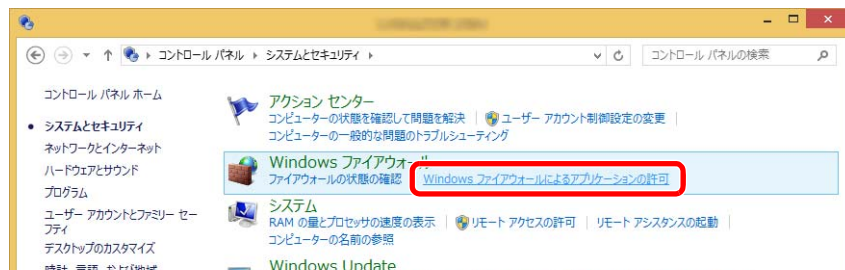 コントロール パネル ▸ システムとセキュリティ ▸
コントロール パネルの検索
コントロール パネル ホーム
システムとセキュリティ
ネットワークとインターネット
ハードウェアとサウンド
プログラム
ユーザー アカウントとファミリー セー
フティ
デスクトップのカスタマイズ
時計、言語、および地域
アクション センター
コンピューターの状態を確認して問題を解決
ユーザー アカウント制御設定の変更
コンピューターの一般的な問題のトラブルシューティング
Windows ファイアウォール
ファイアウォールの状態の確認
Windows ファイアウォールによるアプリケーションの許可
システム
RAM の量とプロセッサの速度の表示
リモート アクセスの許可
リモート アシスタンスの起動
コンピューターの名前の参照
Windows Update